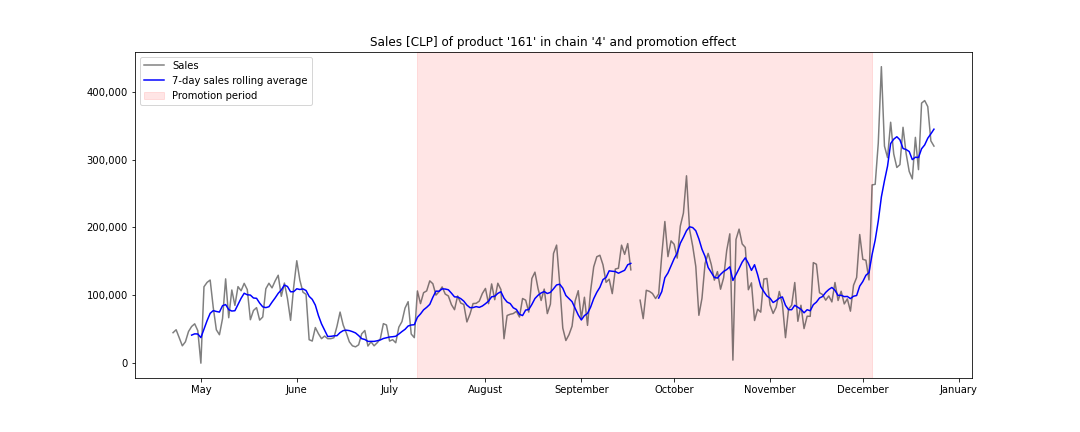 Sales [CLP] of product '161' in chain '4' and promotion effect
Sales
7-day sales rolling average
Promotion period
400,000
300,000
200,000
100,000
0
May
June
July
August
September
October
November
December
January